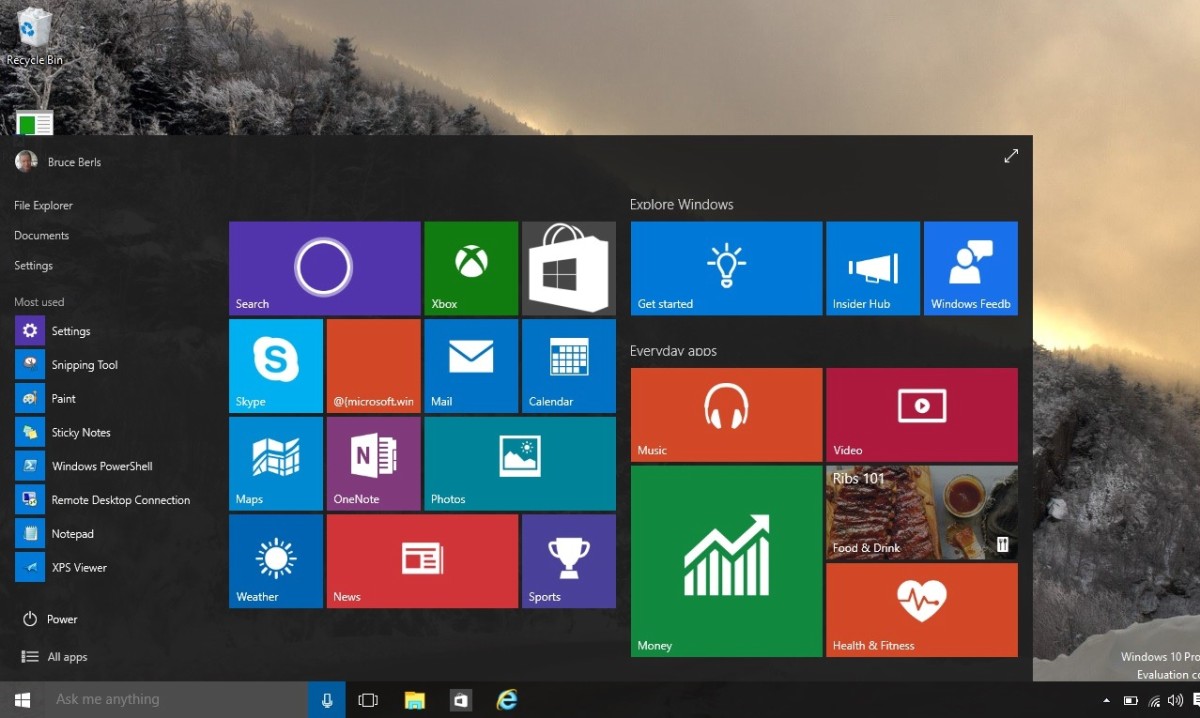 Recycle Bin
Bruce Berls
File Explorer
Documents
Settings
Most used
Settings
Snipping Tool
Paint
Sticky Notes
Windows PowerShell
Remote Desktop Connection
Notepad
XPS Viewer
Power
All apps
Search
Xbox
Skype
@{microsoft.win
Mail
Calendar
Maps
OneNote
Photos
Weather
News
Sports
Explore Windows
Get started
Insider Hub
Windows Feedb
Everyday apps
Music
Video
Money
Ribs 101
Food & Drink
Health & Fitness
Windows 10 Pro
Evaluation co
Ask me anything